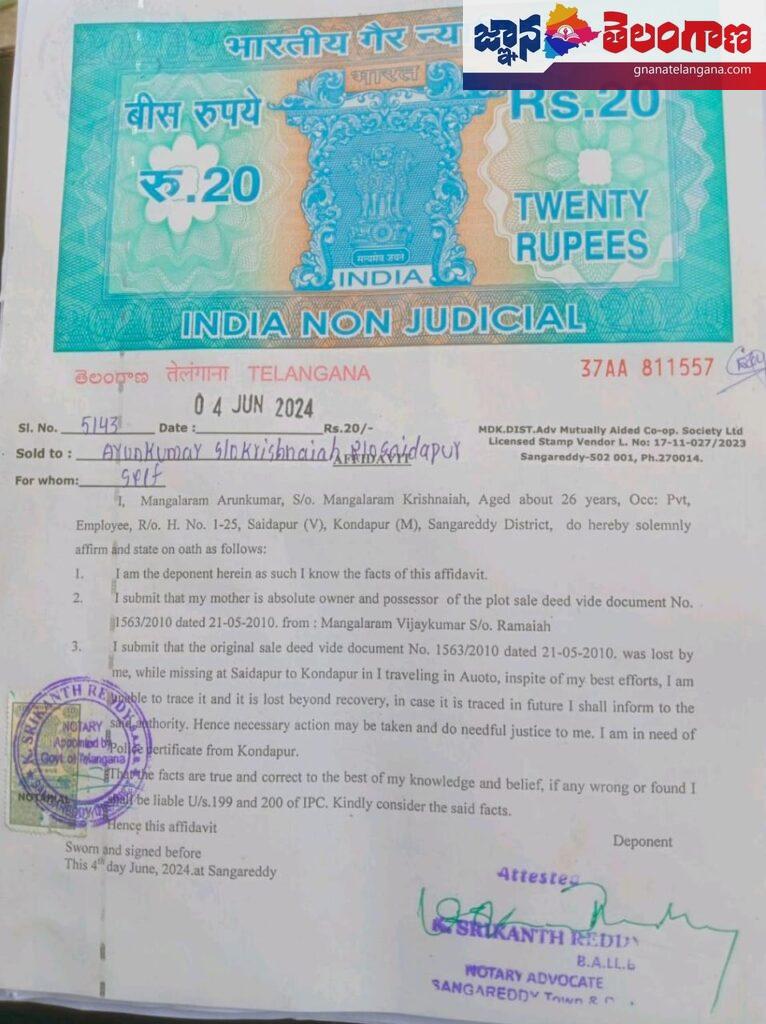 జ్ఞాన తెలంగాణ
gnanatelangana.com
भारतीय गैर न्य
भारत
बीस रुपये
Rs.20
रु.20
TWENTY
RUPEES
सत्यमेव जयते
INDIA
INDIA NON JUDICIAL
తెలంగాణ तेलंगाना TELANGANA
37AA 811557
04 JUN 2024
Sl. No. 5143 Date : Rs.20/-
MDK.DIST.Adv Mutually Aided Co-op. Society Ltd
Licensed Stamp Vendor L. No: 17-11-027/2023
Sangareddy-502 001, Ph.270014.
Sold to : Arunkumar S/o Krishnaiah R/o Saidapur
AFFIDAVIT
For whom: Self
I, Mangalaram Arunkumar, S/o. Mangalaram Krishnaiah, Aged about 26 years, Occ: Pvt,
Employee, R/o. H. No. 1-25, Saidapur (V), Kondapur (M), Sangareddy District, do hereby solemnly
affirm and state on oath as follows:
1. I am the deponent herein as such I know the facts of this affidavit.
2. I submit that my mother is absolute owner and possessor of the plot sale deed vide document No.
1563/2010 dated 21-05-2010. from : Mangalaram Vijaykumar S/o. Ramaiah
3. I submit that the original sale deed vide document No. 1563/2010 dated 21-05-2010. was lost by
me, while missing at Saidapur to Kondapur in I traveling in Auoto, inspite of my best efforts, I am
unable to trace it and it is lost beyond recovery, in case it is traced in future I shall inform to the
said authority. Hence necessary action may be taken and do needful justice to me. I am in need of
Police certificate from Kondapur.
That the facts are true and correct to the best of my knowledge and belief, if any wrong or found I
shall be liable U/s.199 and 200 of IPC. Kindly consider the said facts.
Hence this affidavit
Deponent
Sworn and signed before
This 4th day June, 2024.at Sangareddy
K. SRIKANTH REDDY
NOTARY
Appointed by
Govt. of Telangana
NOTARIAL
Attested
K. SRIKANTH REDDY
B.A.LL.B
NOTARY ADVOCATE
SANGAREDDY Town &